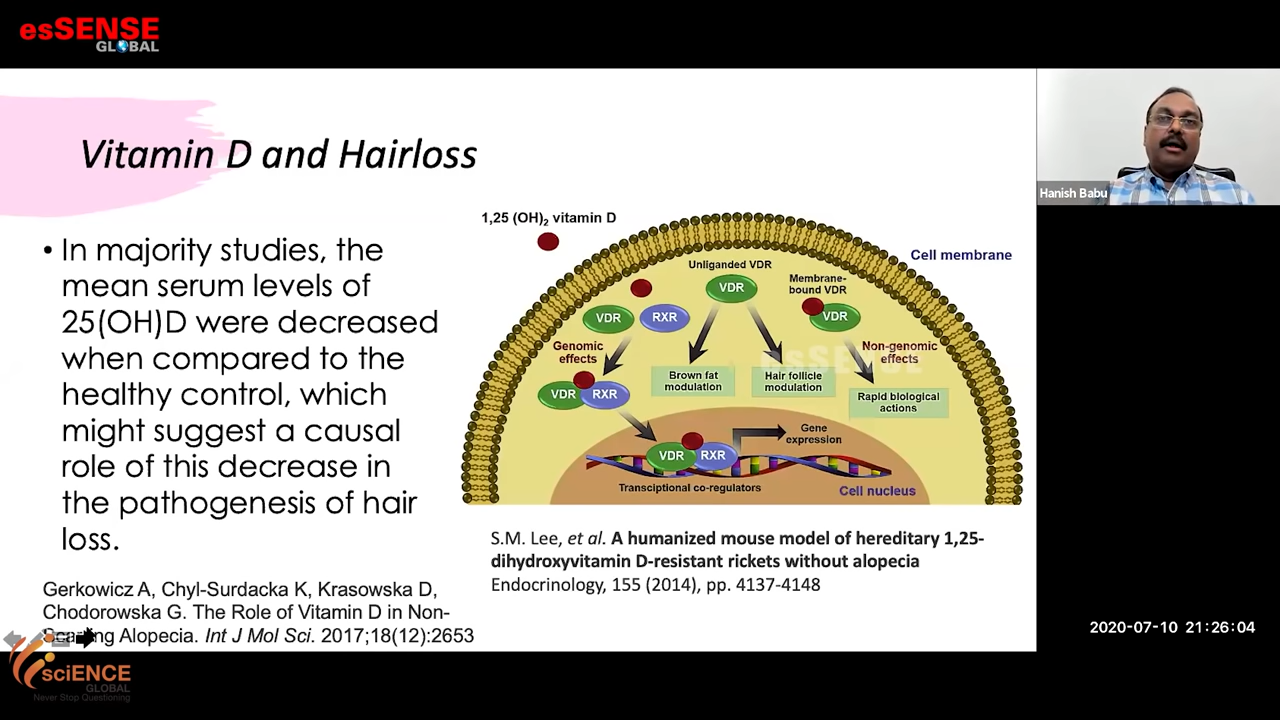 esSENSE
GLOBAL
Vitamin D and Hairloss
• In majority studies, the
mean serum levels of
25(OH)D were decreased
when compared to the
healthy control, which
might suggest a causal
role of this decrease in
the pathogenesis of hair
loss.
Gerkowicz A, Chyl-Surdacka K, Krasowska D,
Chodorowska G. The Role of Vitamin D in Non-
Scarring Alopecia. Int J Mol Sci. 2017;18(12):2653
1,25 (OH)₂ vitamin D
Cell membrane
Unliganded VDR
VDR
Membrane-
bound VDR
VDR
VDR
RXR
Genomic
effects
Non-genomic
effects
esSENSE
VDR
RXR
Brown fat
modulation
Hair follicle
modulation
Rapid biological
actions
Gene
expression
VDR
RXR
Transciptional co-regulators
Cell nucleus
S.M. Lee, et al. A humanized mouse model of hereditary 1,25-
dihydroxyvitamin D-resistant rickets without alopecia
Endocrinology, 155 (2014), pp. 4137-4148
Hanish Babu
2020-07-10 21:26:04
sciENCE
GLOBAL
Never Stop Questioning